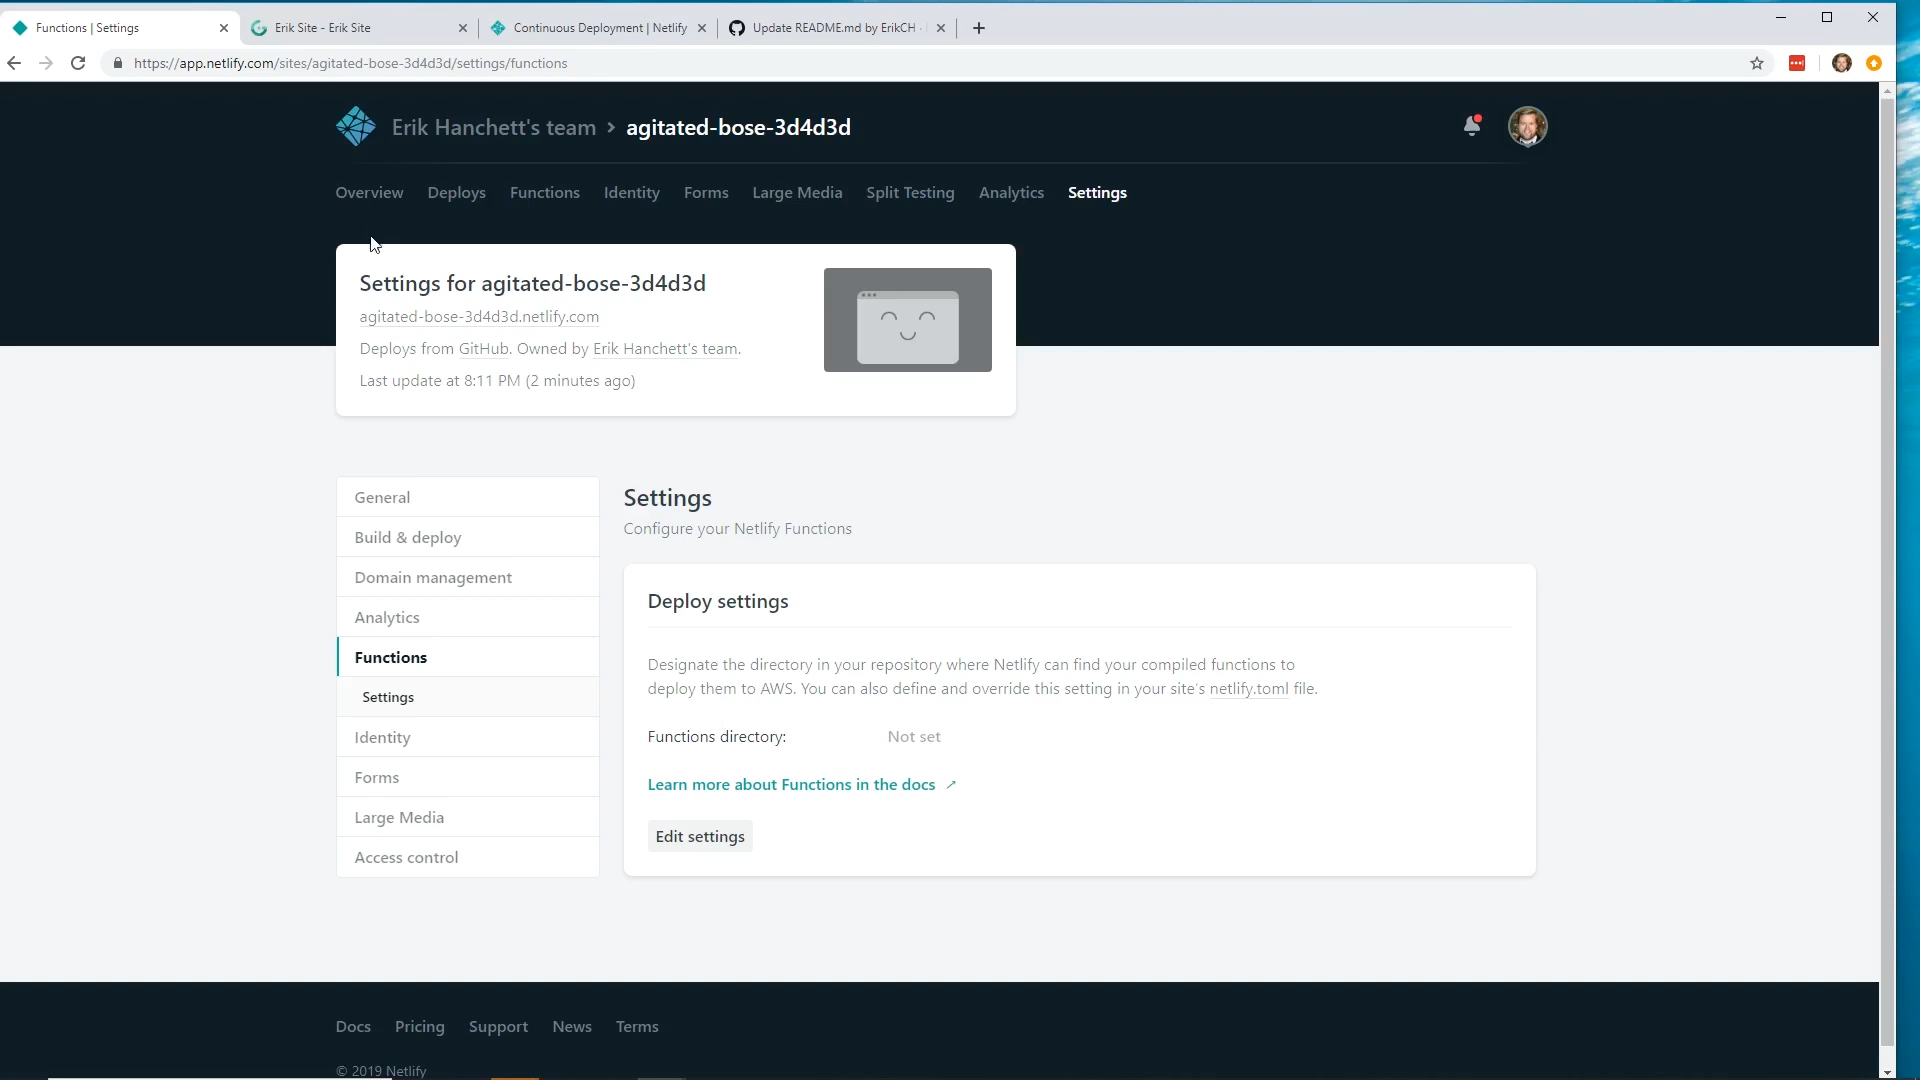 Functions | Settings
Erik Site - Erik Site
Continuous Deployment | Netlify
Update README.md by ErikCH ·
https://app.netlify.com/sites/agitated-bose-3d4d3d/settings/functions
Erik Hanchett's team > agitated-bose-3d4d3d
Overview Deploys Functions Identity Forms Large Media Split Testing Analytics Settings
Settings for agitated-bose-3d4d3d
agitated-bose-3d4d3d.netlify.com
Deploys from GitHub. Owned by Erik Hanchett's team.
Last update at 8:11 PM (2 minutes ago)
General
Build & deploy
Domain management
Analytics
Functions
Settings
Identity
Forms
Large Media
Access control
Settings
Configure your Netlify Functions
Deploy settings
Designate the directory in your repository where Netlify can find your compiled functions to
deploy them to AWS. You can also define and override this setting in your site's netlify.toml file.
Functions directory: Not set
Learn more about Functions in the docs
Edit settings
Docs Pricing Support News Terms
© 2019 Netlify